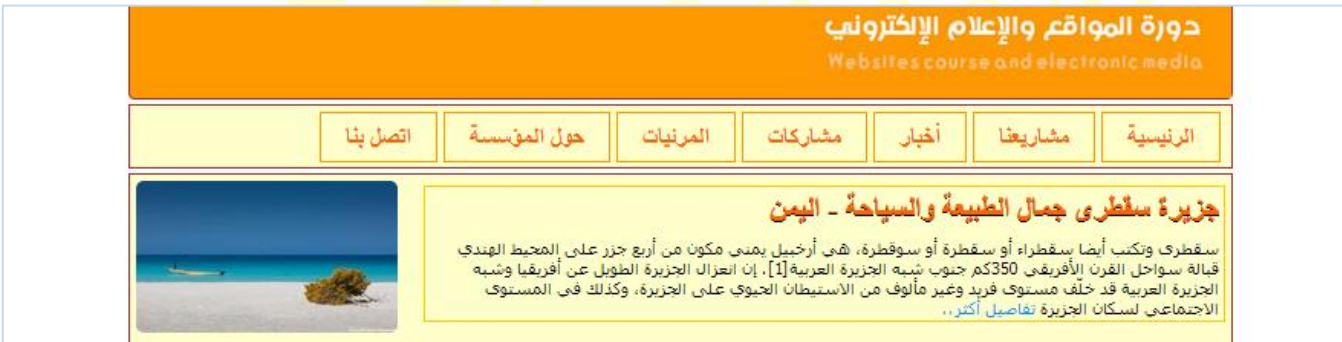 دورة المواقع والإعلام الإلكتروني
Websites course and electronic media
الرئيسية
مشاريعنا
أخبار
مشاركات
المرئيات
حول المؤسسة
اتصل بنا
جزيرة سقطرى جمال الطبيعة والسياحة - اليمن
سقطرى وتكتب أيضا سقطراء أو سقطرة أو سوقطرة، هي أرخبيل يمني مكون من أربع جزر على المحيط الهندي
قبالة سواحل القرن الأفريقي 350كم جنوب شبه الجزيرة العربية[1]. إن انعزال الجزيرة الطويل عن أفريقيا وشبه
الجزيرة العربية قد خلّف مستوى فريد وغير مألوف من الاستيطان الحيوي على الجزيرة، وكذلك في المستوى
الاجتماعي لسكان الجزيرة تفاصيل أكثر..